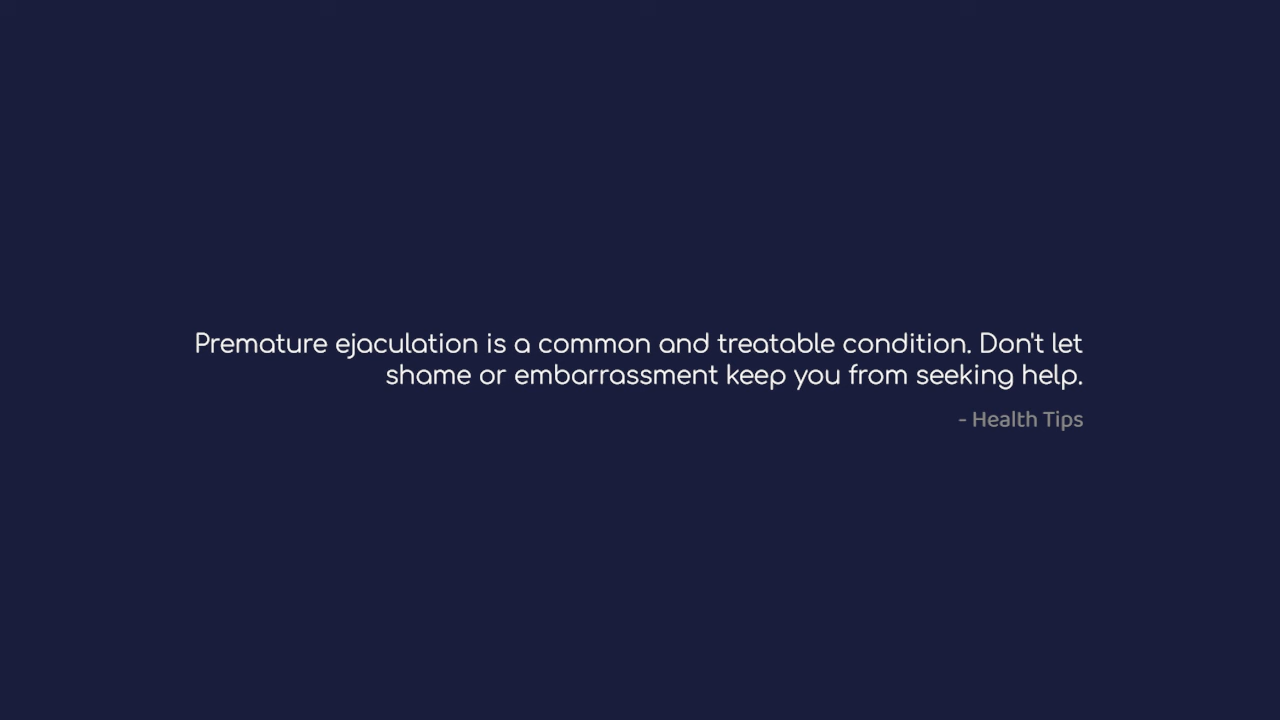 Premature ejaculation is a common and treatable condition. Don't let
shame or embarrassment keep you from seeking help.
- Health Tips